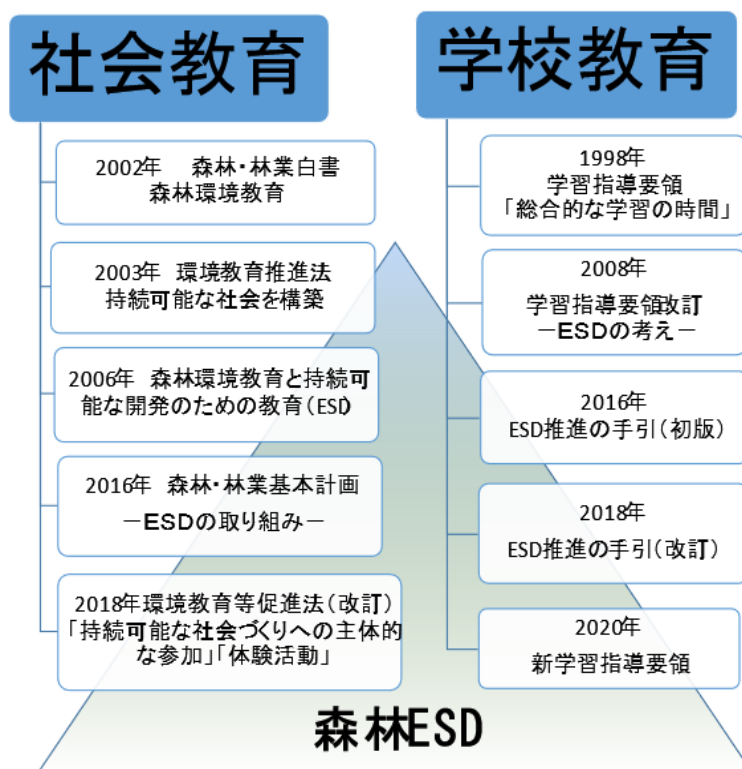 社会教育
2002年　森林・林業白書
森林環境教育
2003年 環境教育推進法
持続可能な社会を構築
2006年 森林環境教育と持続可
能な開発のための教育(ESD)
2016年 森林・林業基本計画
－ESDの取り組み－
2018年環境教育等促進法(改訂)
「持続可能な社会づくりへの主体的
な参加」「体験活動」
学校教育
1998年
学習指導要領
「総合的な学習の時間」
2008年
学習指導要領改訂
－ESDの考え－
2016年
ESD推進の手引(初版)
2018年
ESD推進の手引(改訂)
2020年
新学習指導要領
森林ESD